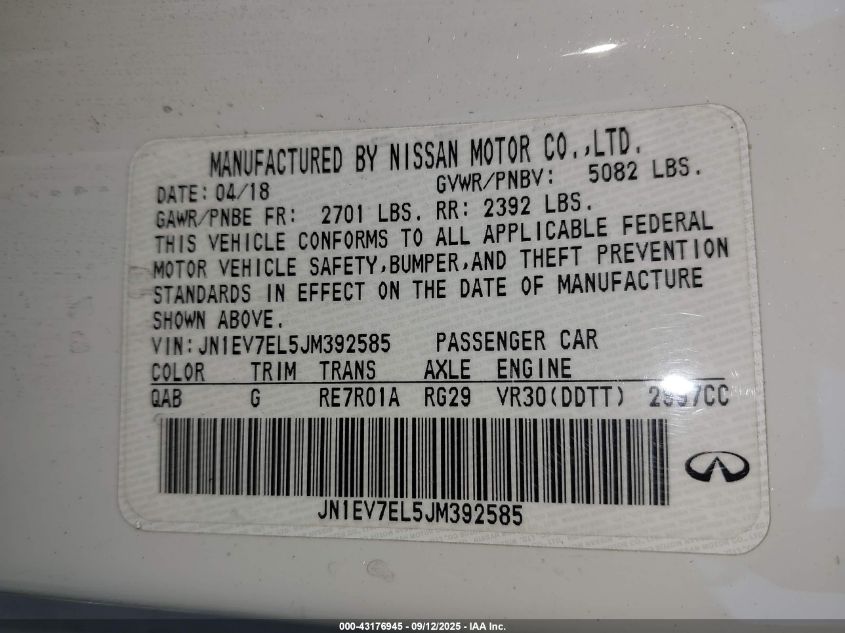 MANUFACTURED BY NISSAN MOTOR CO.,LTD.
DATE: 04/18 GVWR/PNBV: 5082 LBS.
GAWR/PNBE FR: 2701 LBS. RR: 2392 LBS.
THIS VEHICLE CONFORMS TO ALL APPLICABLE FEDERAL
MOTOR VEHICLE SAFETY,BUMPER,AND THEFT PREVENTION
STANDARDS IN EFFECT ON THE DATE OF MANUFACTURE
SHOWN ABOVE.
VIN:JN1EV7EL5JM392585 PASSENGER CAR
COLOR TRIM TRANS AXLE ENGINE
QAB G RE7R01A RG29 VR30(DDTT) 2997CC
JN1EV7EL5JM392585
000-43176945 - 09/12/2025 - IAA Inc.